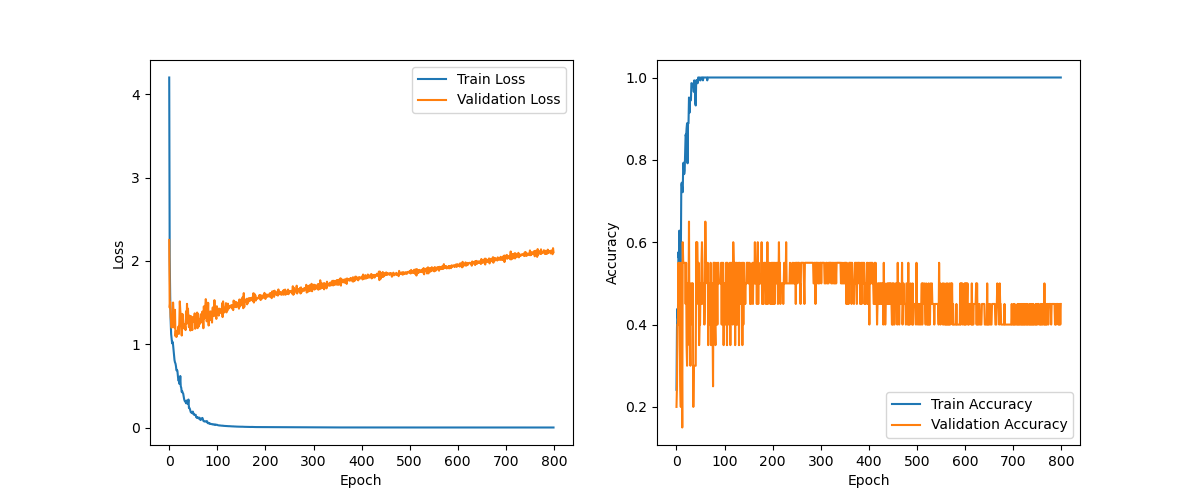 Train Loss
Validation Loss
4
3
2
1
0
Loss
0 100 200 300 400 500 600 700 800
Epoch
1.0
0.8
0.6
0.4
0.2
Accuracy
Train Accuracy
Validation Accuracy
0 100 200 300 400 500 600 700 800
Epoch